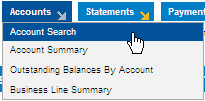 Accounts Statements Payment
Account Search
Account Summary
Outstanding Balances By Account
Business Line Summary